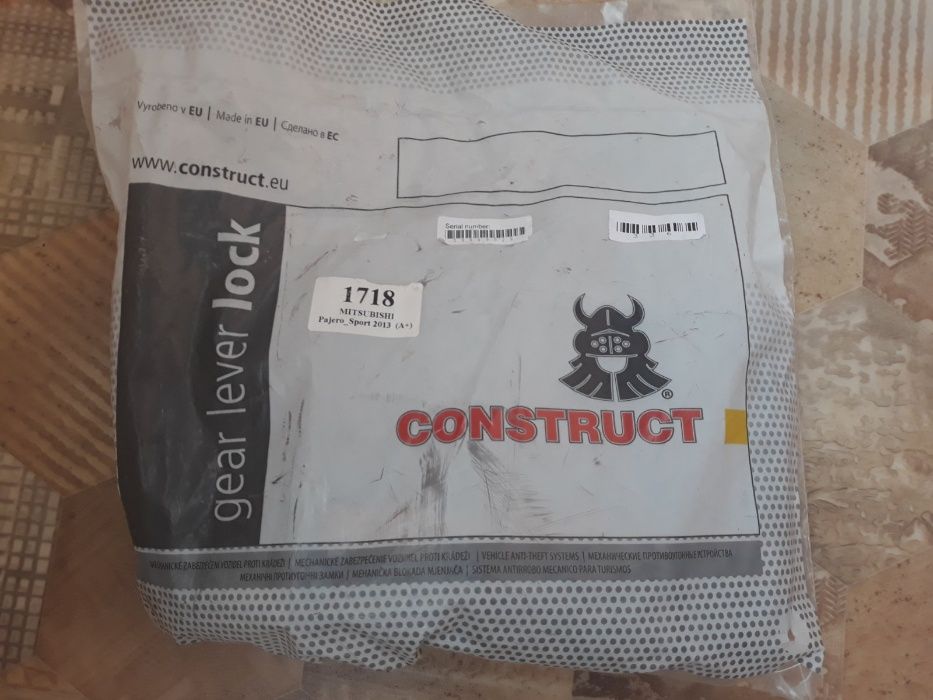 Vyrobeno v EU | Made in EU | Сделано в ЕС
www.construct.eu
gear lever lock
Serial number:
1718
MITSUBISHI
Pajero_Sport 2013 (A+)
®
CONSTRUCT
MECHANICKÉ ZABEZPEČENÍ VOZIDEL PROTI KRÁDEŽI | MECHANICKÉ ZABEZPEČENIE VOZIDIEL PROTI KRÁDEŽI | VEHICLE ANTI-THEFT SYSTEMS | МЕХАНИЧЕСКИЕ ПРОТИВОУГОННЫЕ УСТРОЙСТВА
МЕХАНІЧНІ ПРОТИУГОННІ ЗАМКИ | MEHANIČKA BLOKADA MJENJAČA | SISTEMA ANTIRROBO MECANICO PARA TURISMOS